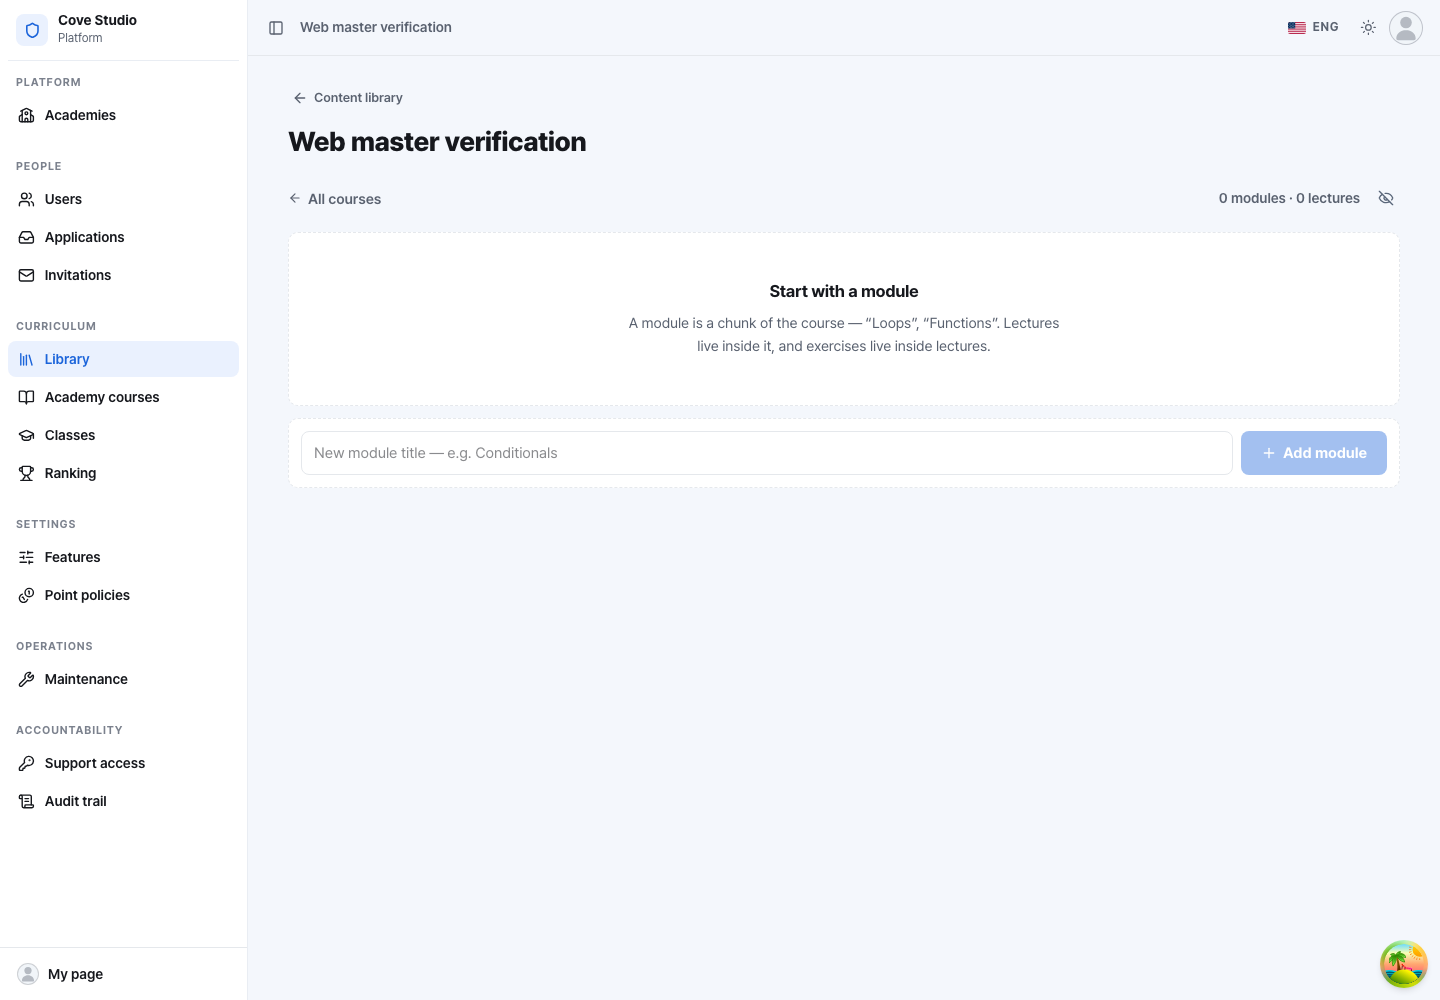 Cove Studio
Platform
PLATFORM
Academies
PEOPLE
Users
Applications
Invitations
CURRICULUM
Library
Academy courses
Classes
Ranking
SETTINGS
Features
Point policies
OPERATIONS
Maintenance
ACCOUNTABILITY
Support access
Audit trail
My page
Web master verification
ENG
Content library
Web master verification
All courses
0 modules · 0 lectures
Start with a module
A module is a chunk of the course — “Loops”, “Functions”. Lectures
live inside it, and exercises live inside lectures.
New module title — e.g. Conditionals
Add module